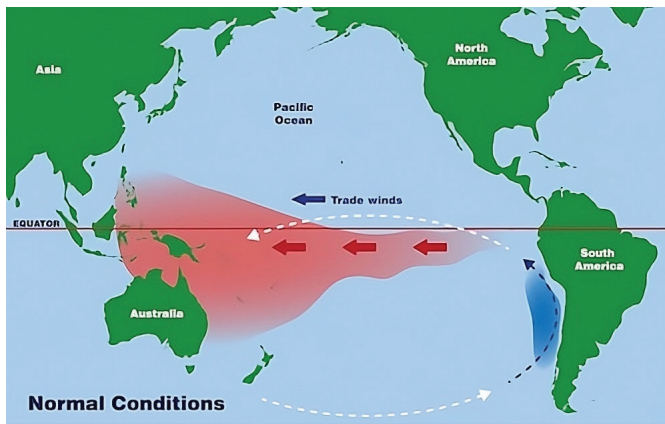 North
America
Asia
Pacific
Ocean
Trade winds
EQUATOR
South
America
Australia
Normal Conditions